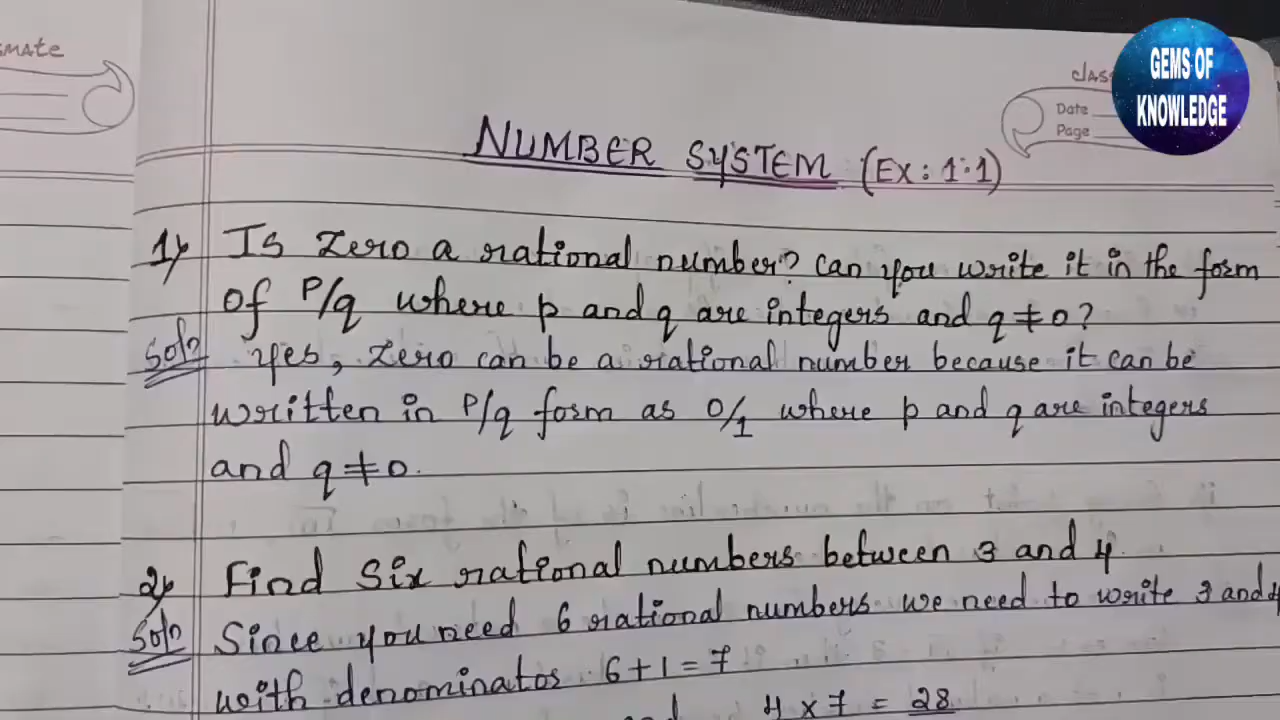 smate
classm
Date
Page
GEMS OF
KNOWLEDGE
NUMBER SYSTEM (Ex: 1.1)
1) Is zero a rational number? can you write it in the form
of P/q where p and q are integers and q ≠ 0?
Soln yes, zero can be a rational number because it can be
written in P/q form as 0/1 where p and q are integers
and q ≠ 0.
2) Find Six rational numbers between 3 and 4.
Soln Since you need 6 rational numbers we need to write 3 and 4
with denominatos 6+1=7
and 4 x 7 = 28